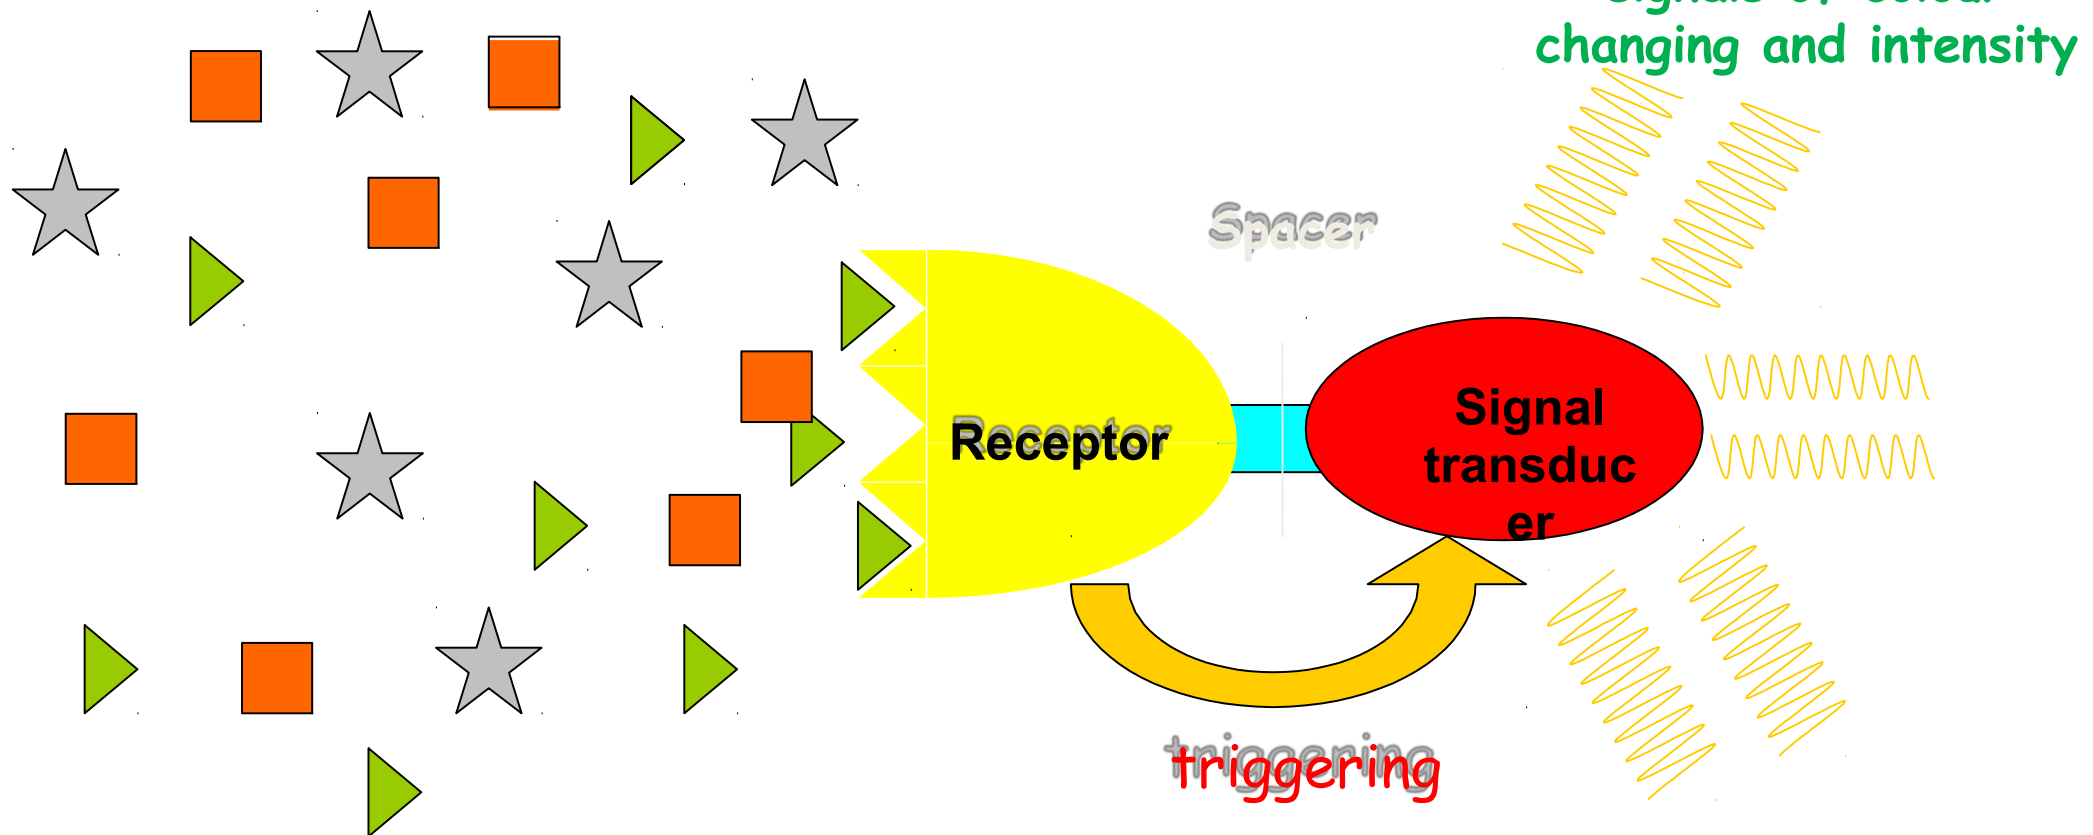 changing and intensity
Spacer
Receptor
Signal
transduc
er
triggering